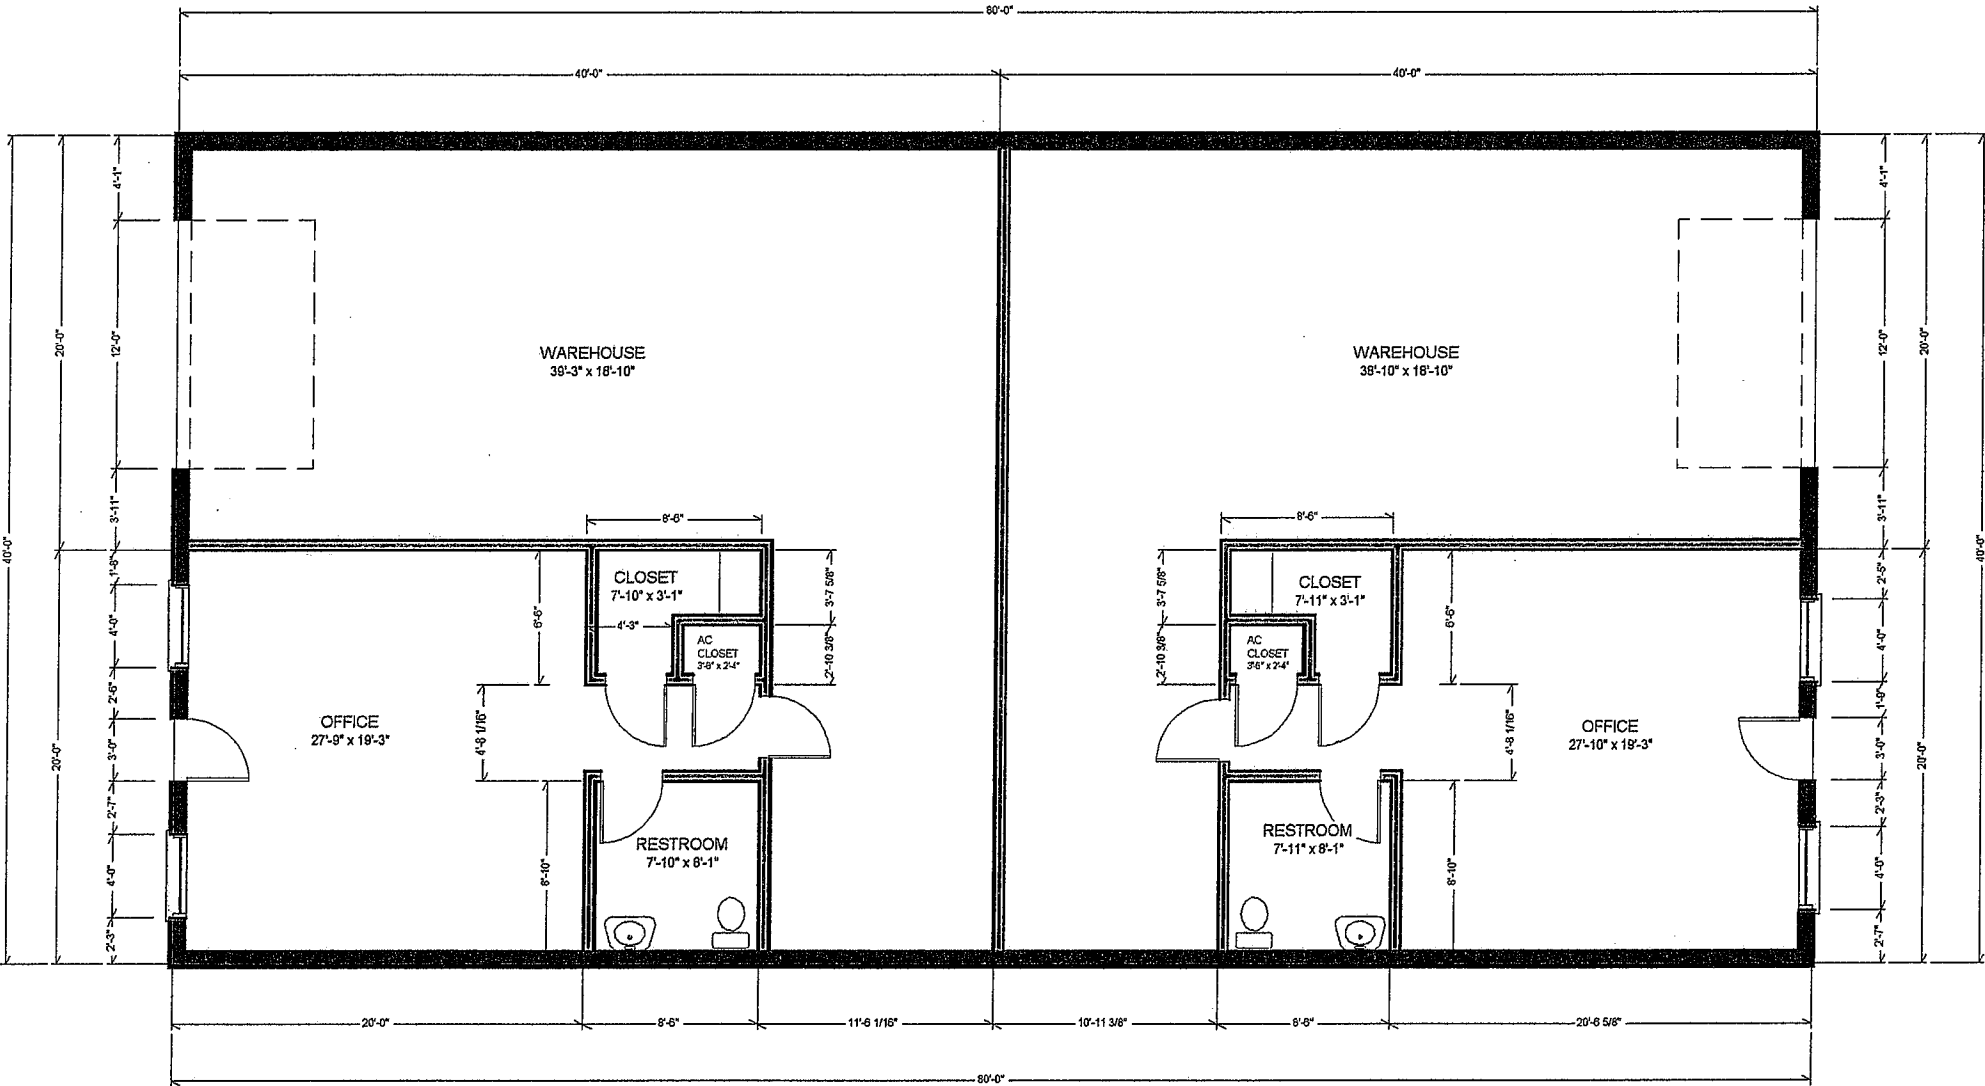 80'-0"
40'-0" 40'-0"
4'-1"
12'-0"
3'-11"
20'-0"
40'-0"
1'-8"
4'-0"
2'-6"
3'-0"
2'-7"
4'-0"
2'-3"
20'-0"
WAREHOUSE
39'-3" x 18'-10"
WAREHOUSE
38'-10" x 18'-10"
4'-1"
12'-0"
3'-11"
20'-0"
40'-0"
2'-5"
4'-0"
1'-9"
3'-0"
2'-3"
4'-0"
2'-7"
20'-0"
8'-6"
CLOSET
7'-10" x 3'-1"
4'-3"
AC
CLOSET
6'-6"
3'-7 5/8"
2'-10 3/8"
4'-8 1/16"
OFFICE
27'-9" x 19'-3"
RESTROOM
7'-10" x 8'-1"
8'-10"
8'-6"
CLOSET
7'-11" x 3'-1"
AC
CLOSET
3'-7 5/8"
2'-10 3/8"
6'-6"
4'-8 1/16"
OFFICE
27'-10" x 19'-3"
RESTROOM
7'-11" x 8'-1"
8'-10"
20'-0" 8'-6" 11'-6 1/16" 10'-11 3/8" 8'-6" 20'-6 5/8"
80'-0"